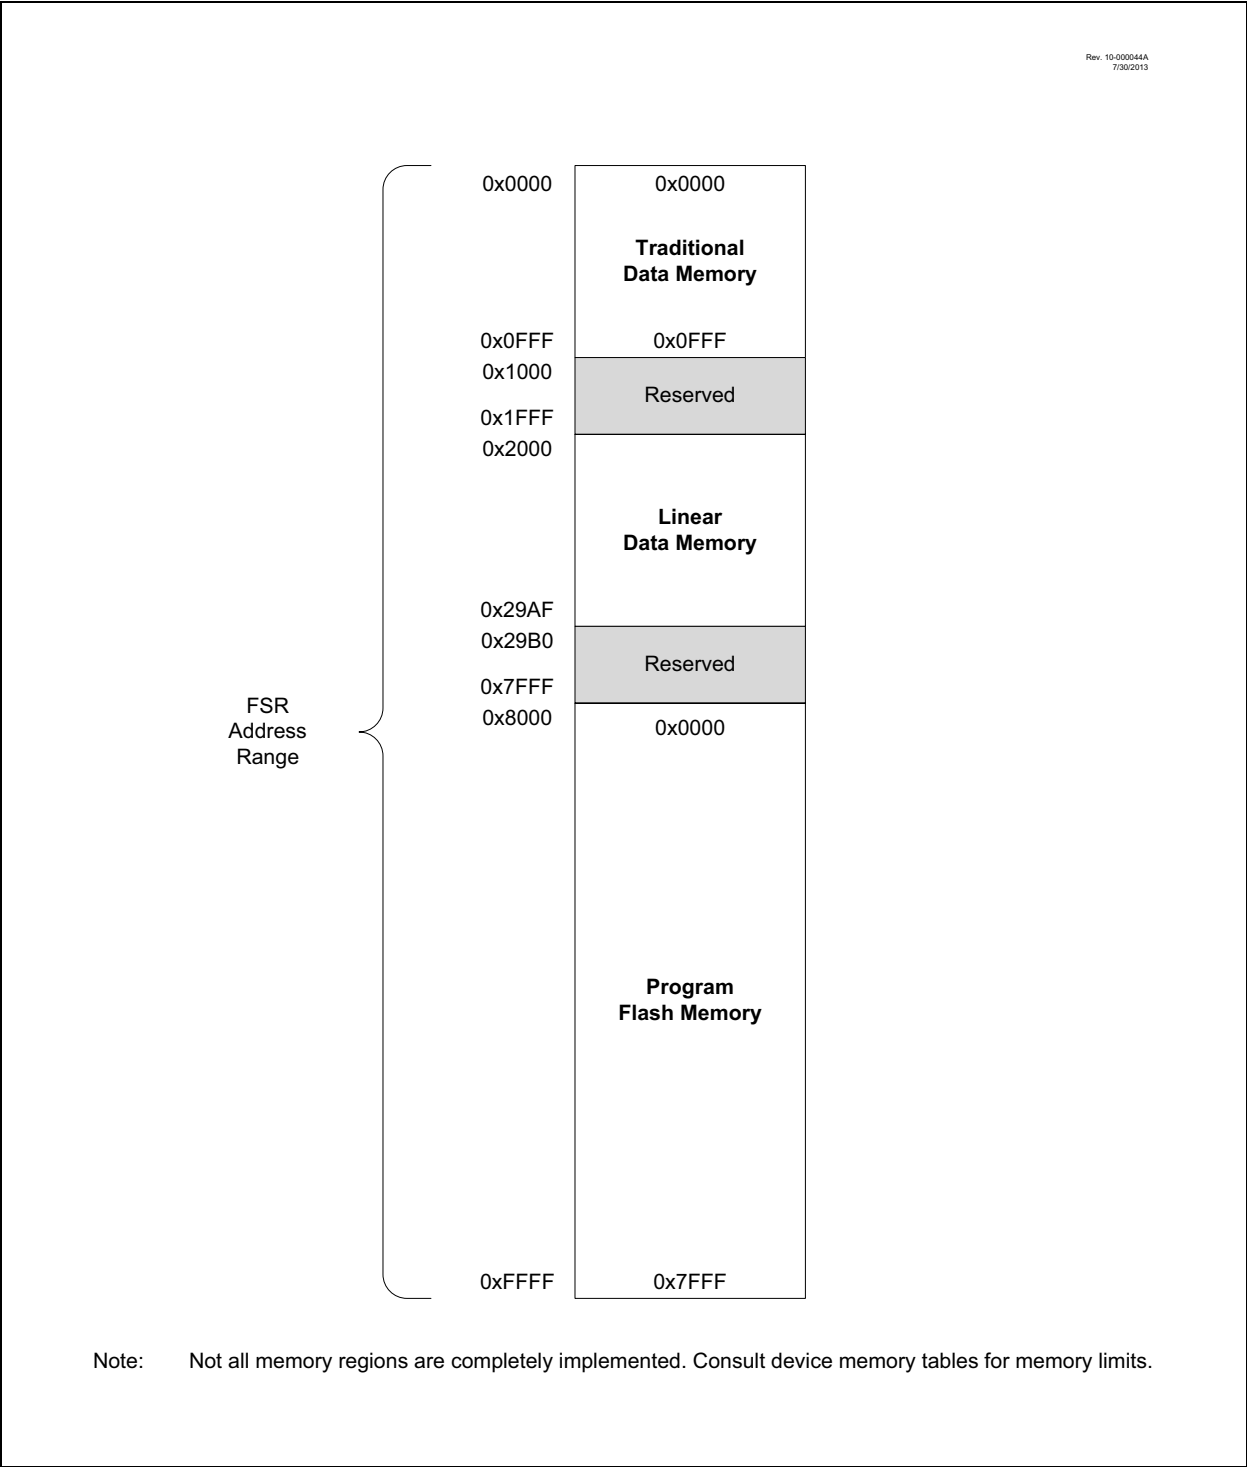 Rev. 10-000044A
7/30/2013
0x0000 0x0000
Traditional
Data Memory
0x0FFF 0x0FFF
0x1000
Reserved
0x1FFF
0x2000
Linear
Data Memory
0x29AF
0x29B0
Reserved
0x7FFF
0x8000 0x0000
FSR
Address
Range
Program
Flash Memory
0xFFFF 0x7FFF
Note: Not all memory regions are completely implemented. Consult device memory tables for memory limits.